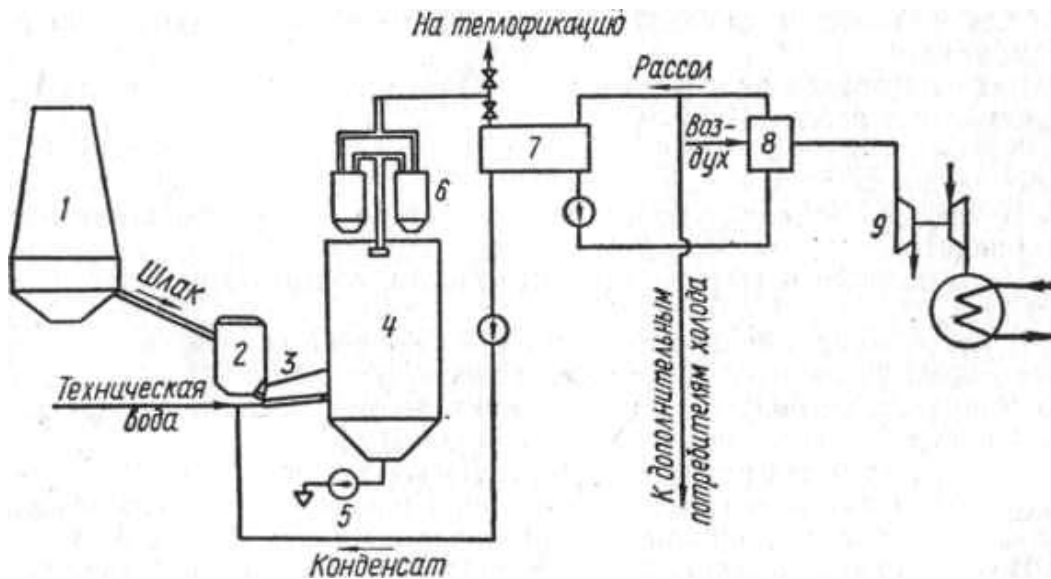 На теплофикацию
Рассол
Воз-
дух
1
6
7
8
9
Шлак
2
3
4
Техническая
вода
5
Конденсат
К дополнительным
потребителям холода